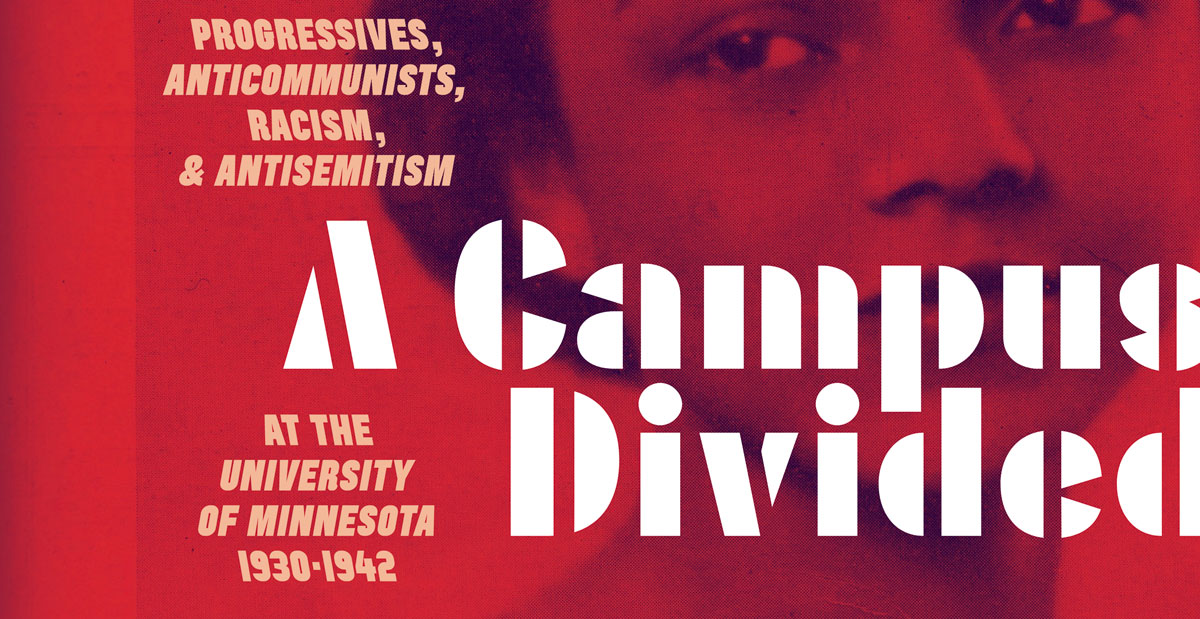 PROGRESSIVES,
ANTICOMMUNISTS,
RACISM,
& ANTISEMITISM
A Campus
Divided
AT THE
UNIVERSITY
OF MINNESOTA
1930-1942